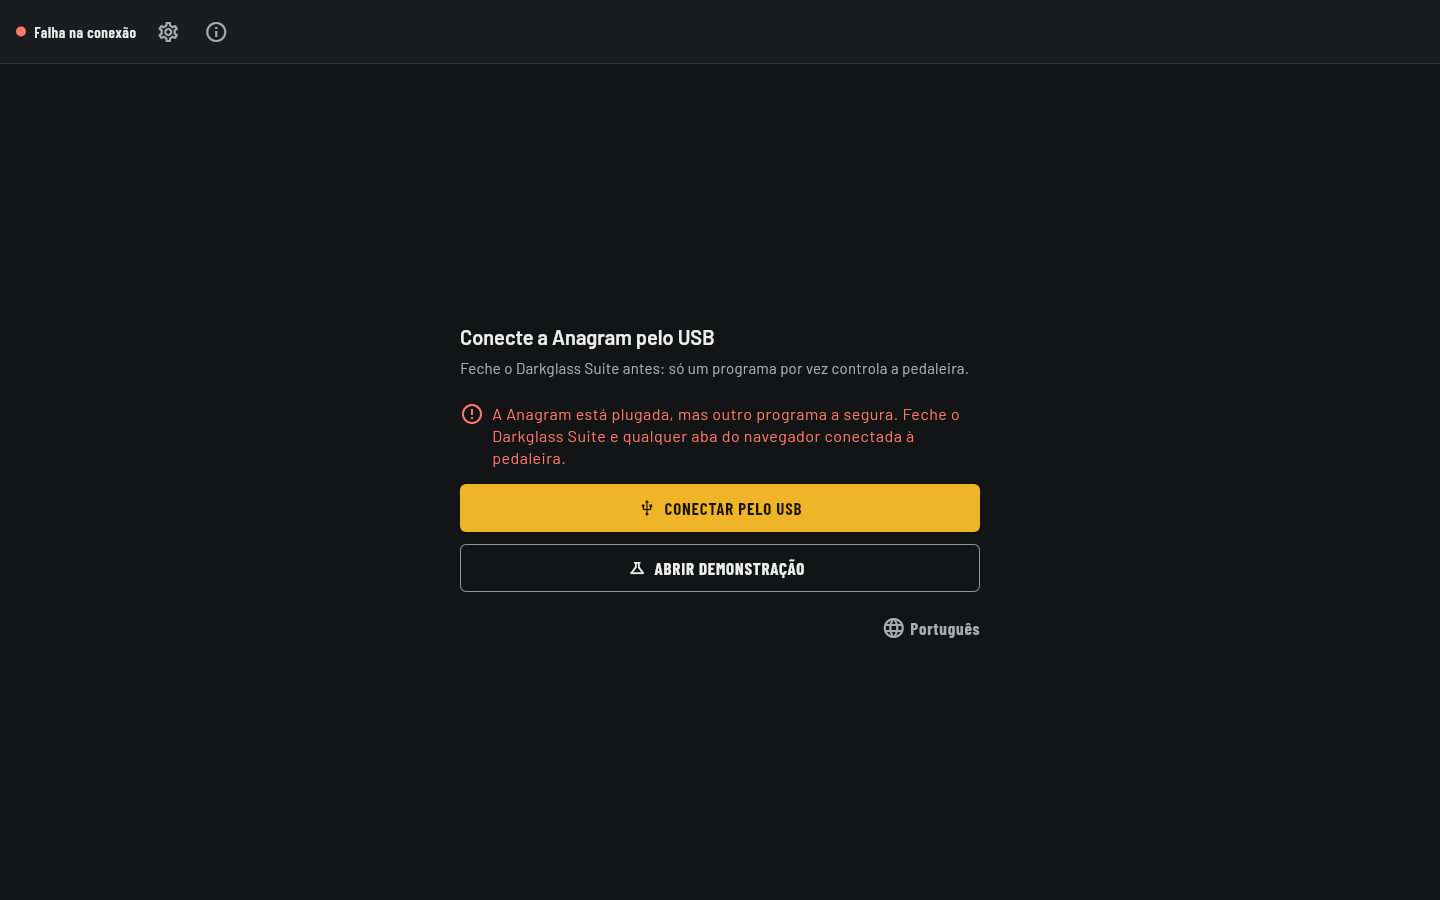 Falha na conexão
Conecte a Anagram pelo USB
Feche o Darkglass Suite antes: só um programa por vez controla a pedaleira.
A Anagram está plugada, mas outro programa a segura. Feche o
Darkglass Suite e qualquer aba do navegador conectada à
pedaleira.
CONECTAR PELO USB
ABRIR DEMONSTRAÇÃO
Português